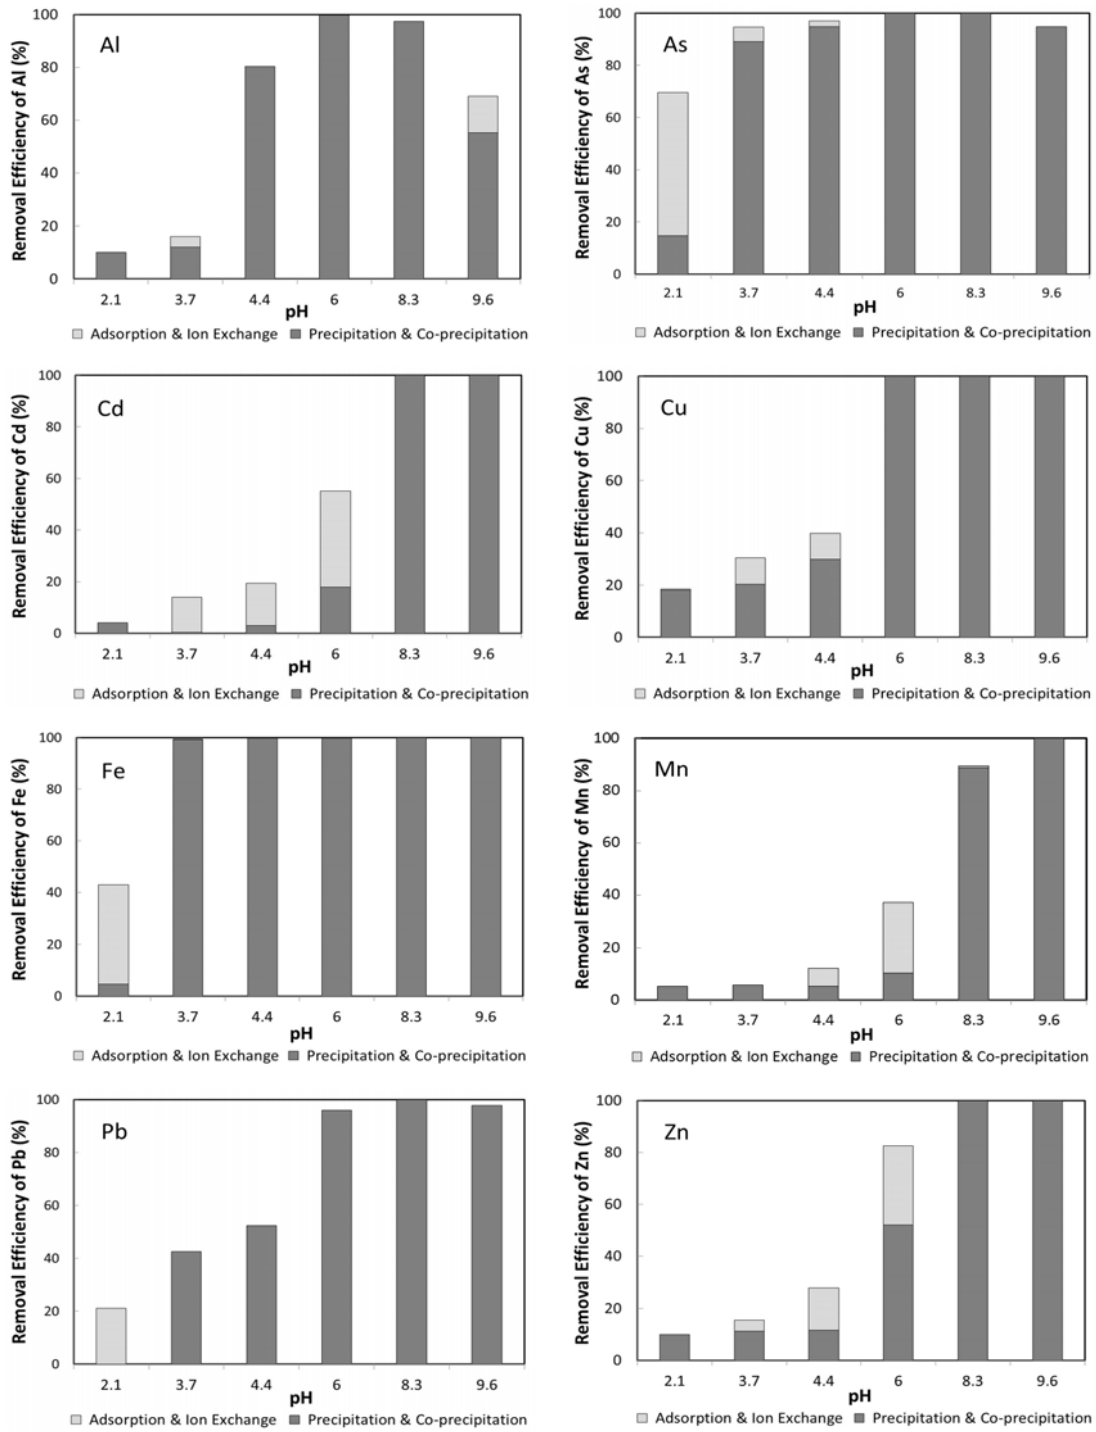 Al
Removal Efficiency of Al (%)
100
80
60
40
20
0
2.1 3.7 4.4 6 8.3 9.6
pH
Adsorption & Ion Exchange Precipitation & Co-precipitation
As
Removal Efficiency of As (%)
100
80
60
40
20
0
2.1 3.7 4.4 6 8.3 9.6
pH
Adsorption & Ion Exchange Precipitation & Co-precipitation
Cd
Removal Efficiency of Cd (%)
100
80
60
40
20
0
2.1 3.7 4.4 6 8.3 9.6
pH
Adsorption & Ion Exchange Precipitation & Co-precipitation
Cu
Removal Efficiency of Cu (%)
100
80
60
40
20
0
2.1 3.7 4.4 6 8.3 9.6
pH
Adsorption & Ion Exchange Precipitation & Co-precipitation
Fe
Removal Efficiency of Fe (%)
100
80
60
40
20
0
2.1 3.7 4.4 6 8.3 9.6
pH
Adsorption & Ion Exchange Precipitation & Co-precipitation
Mn
Removal Efficiency of Mn (%)
100
80
60
40
20
0
2.1 3.7 4.4 6 8.3 9.6
pH
Adsorption & Ion Exchange Precipitation & Co-precipitation
Pb
Removal Efficiency of Pb (%)
100
80
60
40
20
0
2.1 3.7 4.4 6 8.3 9.6
pH
Adsorption & Ion Exchange Precipitation & Co-precipitation
Zn
Removal Efficiency of Zn (%)
100
80
60
40
20
0
2.1 3.7 4.4 6 8.3 9.6
pH
Adsorption & Ion Exchange Precipitation & Co-precipitation